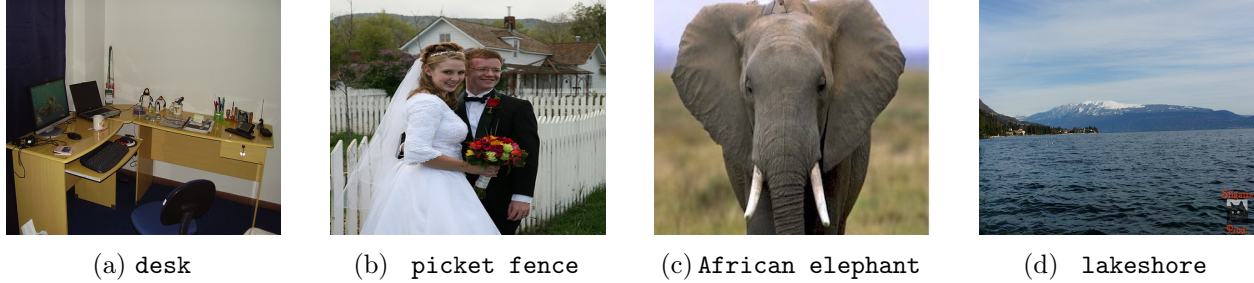 (a) desk
(b) picket fence
(c) African elephant
(d) lakeshore